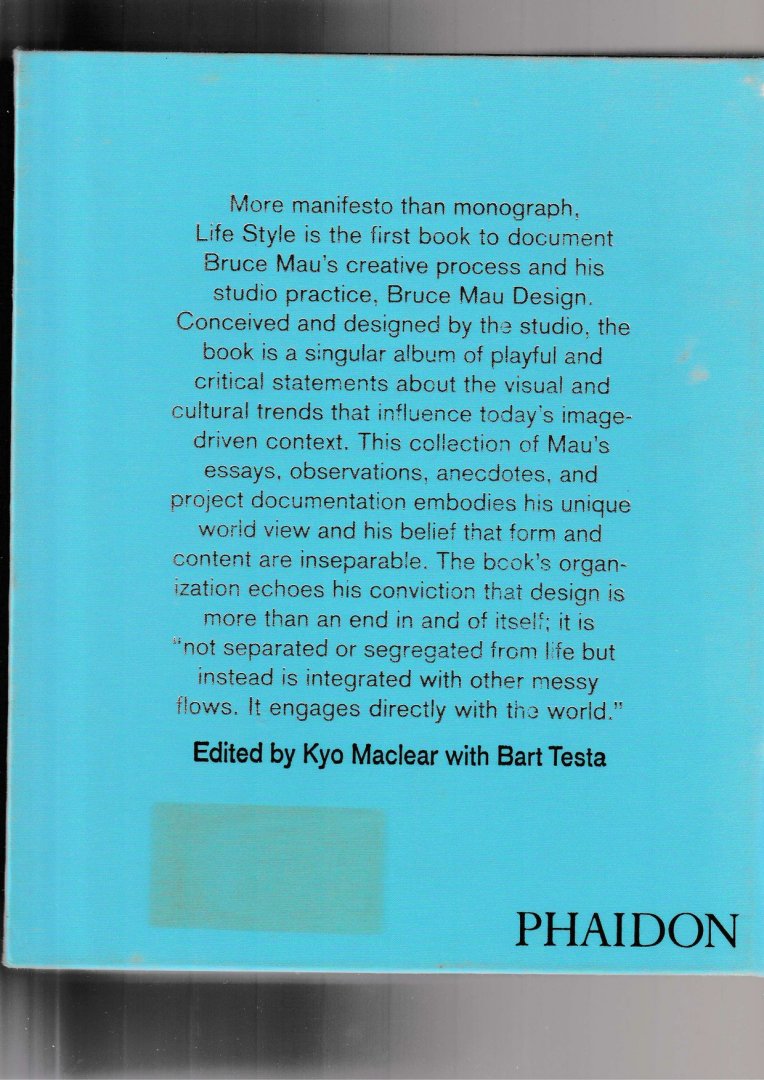 More manifesto than monograph,
Life Style is the first book to document
Bruce Mau's creative process and his
studio practice, Bruce Mau Design.
Conceived and designed by the studio, the
book is a singular album of playful and
critical statements about the visual and
cultural trends that influence today's image-
driven context. This collection of Mau's
essays, observations, anecdotes, and
project documentation embodies his unique
world view and his belief that form and
content are inseparable. The book's organ-
ization echoes his conviction that design is
more than an end in and of itself; it is
"not separated or segregated from life but
instead is integrated with other messy
flows. It engages directly with the world."
Edited by Kyo Maclear with Bart Testa
PHAIDON